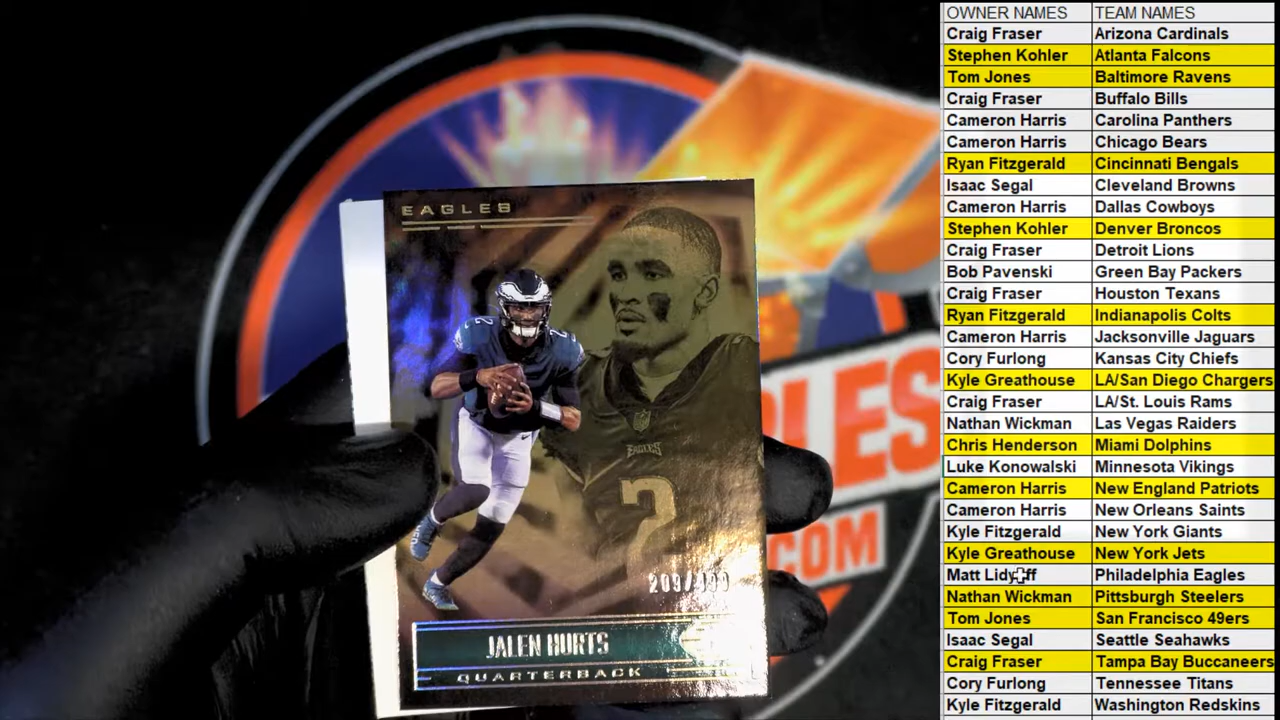 EAGLES
EAGLES
2
209/499
JALEN HURTS
QUARTERBACK
LES
.COM
OWNER NAMES TEAM NAMES
Craig Fraser Arizona Cardinals
Stephen Kohler Atlanta Falcons
Tom Jones Baltimore Ravens
Craig Fraser Buffalo Bills
Cameron Harris Carolina Panthers
Cameron Harris Chicago Bears
Ryan Fitzgerald Cincinnati Bengals
Isaac Segal Cleveland Browns
Cameron Harris Dallas Cowboys
Stephen Kohler Denver Broncos
Craig Fraser Detroit Lions
Bob Pavenski Green Bay Packers
Craig Fraser Houston Texans
Ryan Fitzgerald Indianapolis Colts
Cameron Harris Jacksonville Jaguars
Cory Furlong Kansas City Chiefs
Kyle Greathouse LA/San Diego Chargers
Craig Fraser LA/St. Louis Rams
Nathan Wickman Las Vegas Raiders
Chris Henderson Miami Dolphins
Luke Konowalski Minnesota Vikings
Cameron Harris New England Patriots
Cameron Harris New Orleans Saints
Kyle Fitzgerald New York Giants
Kyle Greathouse New York Jets
Matt Philadelphia Eagles
Nathan Wickman Pittsburgh Steelers
Tom Jones San Francisco 49ers
Isaac Segal Seattle Seahawks
Craig Fraser Tampa Bay Buccaneers
Cory Furlong Tennessee Titans
Kyle Fitzgerald Washington Redskins